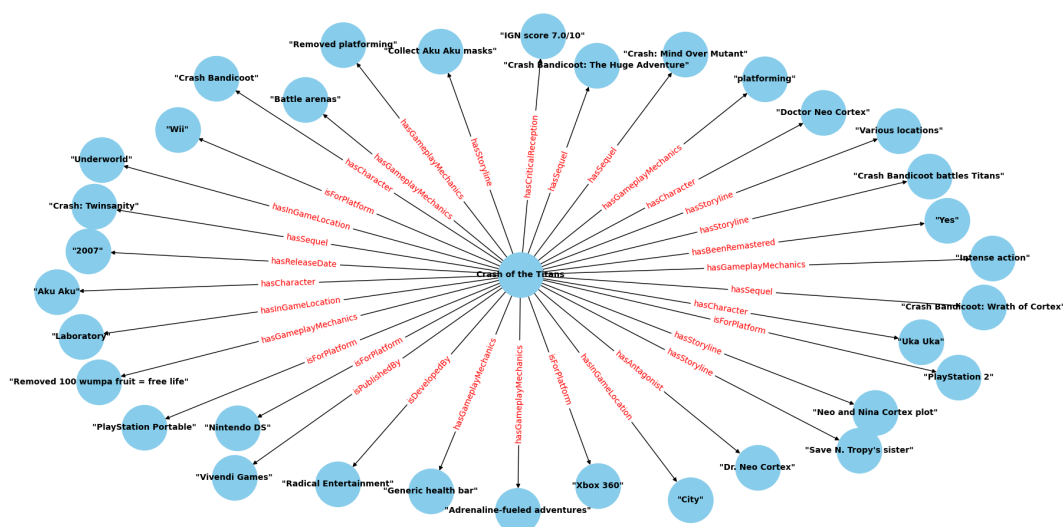 "IGN score 7.0/10"
"Removed platforming"
"Collect Aku Aku masks"
"Crash: Mind Over Mutant"
"Crash Bandicoot: The Huge Adventure"
"Crash Bandicoot"
"platforming"
"Battle arenas"
"Doctor Neo Cortex"
"Wii"
"Various locations"
"Underworld"
"Crash Bandicoot battles Titans"
"Crash: Twinsanity"
"Yes"
"2007"
"Intense action"
"Aku Aku"
"Crash Bandicoot: Wrath of Cortex"
"Laboratory"
"Uka Uka"
"Removed 100 wumpa fruit = free life"
"PlayStation 2"
"PlayStation Portable"
"Nintendo DS"
"Neo and Nina Cortex plot"
"Save N. Tropy's sister"
"Vivendi Games"
"Radical Entertainment"
"Generic health bar"
"Adrenaline-fueled adventures"
"Xbox 360"
"City"
"Dr. Neo Cortex"
Crash of the Titans
hasGameplayMechanics
hasStoryline
hasCriticalReception
hasSequel
hasSequel
hasGameplayMechanics
hasCharacter
hasGameplayMechanics
hasCharacter
isForPlatform
hasStoryline
hasInGameLocation
hasStoryline
hasSequel
hasBeenRemastered
hasReleaseDate
hasGameplayMechanics
hasCharacter
hasSequel
hasInGameLocation
hasCharacter
hasGameplayMechanics
isForPlatform
isForPlatform
isForPlatform
hasStoryline
hasStoryline
isPublishedBy
isDevelopedBy
hasGameplayMechanics
hasGameplayMechanics
isForPlatform
hasInGameLocation
hasAntagonist